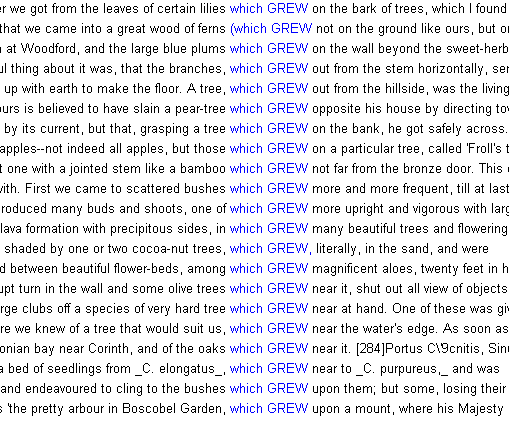 er we got from the leaves of certain lilies which GREW on the bark of trees, which I found
that we came into a great wood of ferns (which GREW not on the ground like ours, but on
n at Woodford, and the large blue plums which GREW on the wall beyond the sweet-herb
ul thing about it was, that the branches, which GREW out from the stem horizontally, sen
up with earth to make the floor. A tree, which GREW out from the hillside, was the living
ours is believed to have slain a pear-tree which GREW opposite his house by directing tow
by its current, but that, grasping a tree which GREW on the bank, he got safely across.
apples--not indeed all apples, but those which GREW on a particular tree, called 'Froll's t
t one with a jointed stem like a bamboo which GREW not far from the bronze door. This
with. First we came to scattered bushes which GREW more and more frequent, till at last
roduced many buds and shoots, one of which GREW more upright and vigorous with larg
lava formation with precipitous sides, in which GREW many beautiful trees and flowering
shaded by one or two cocoa-nut trees, which GREW, literally, in the sand, and were
d between beautiful flower-beds, among which GREW magnificent aloes, twenty feet in h
upt turn in the wall and some olive trees which GREW near it, shut out all view of objects
rge clubs off a species of very hard tree which GREW near at hand. One of these was giv
re we knew of a tree that would suit us, which GREW near the water's edge. As soon as
onian bay near Corinth, and of the oaks which GREW near it. [284]Portus C\'9cnitis, Sinu
a bed of seedlings from _C. elongatus_, which GREW near to _C. purpureus,_ and was
and endeavoured to cling to the bushes which GREW upon them; but some, losing their
s 'the pretty arbour in Boscobel Garden, which GREW upon a mount, where his Majesty